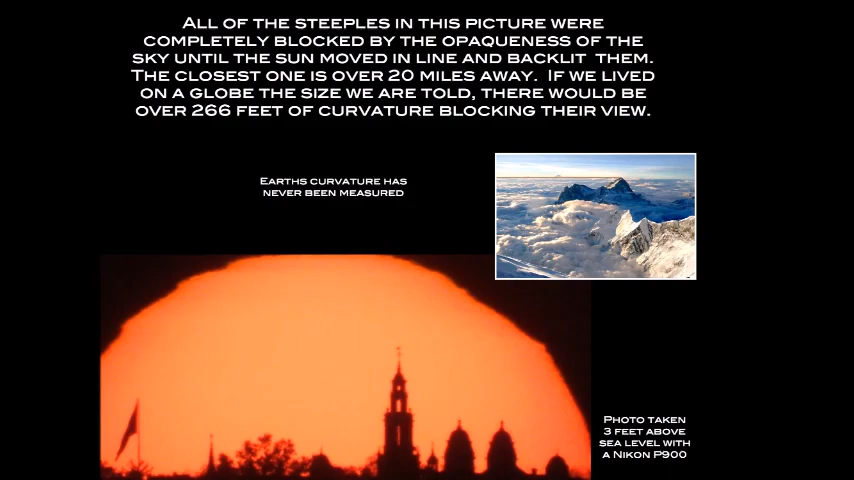 All of the steeples in this picture were
completely blocked by the opaqueness of the
sky until the sun moved in line and backlit them.
The closest one is over 20 miles away. If we lived
on a globe the size we are told, there would be
over 266 feet of curvature blocking their view.
Earths curvature has
never been measured
Photo taken
3 feet above
sea level with
a Nikon P900